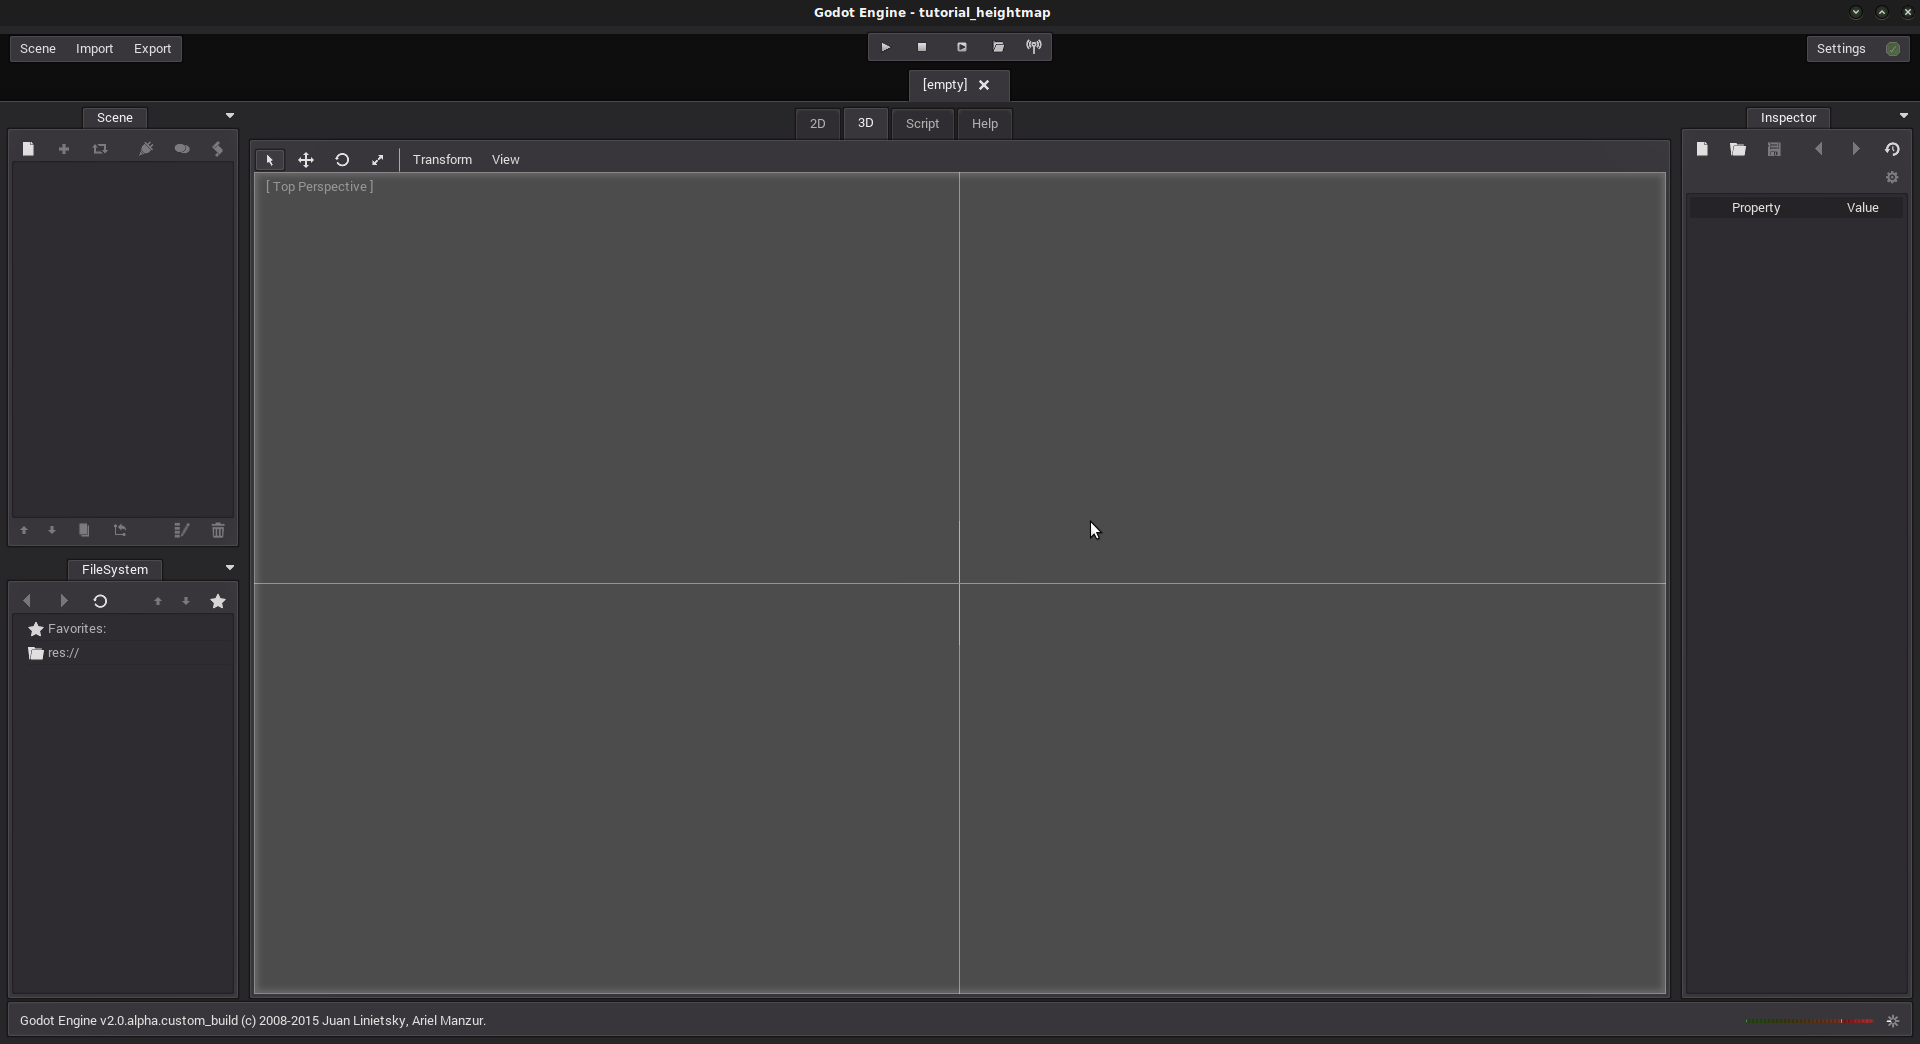 Godot Engine - tutorial_heightmap
Scene Import Export
Settings
[empty]
Scene
2D 3D Script Help
Inspector
Transform View
[ Top Perspective ]
Property Value
FileSystem
Favorites:
res://
Godot Engine v2.0.alpha.custom_build (c) 2008-2015 Juan Linietsky, Ariel Manzur.